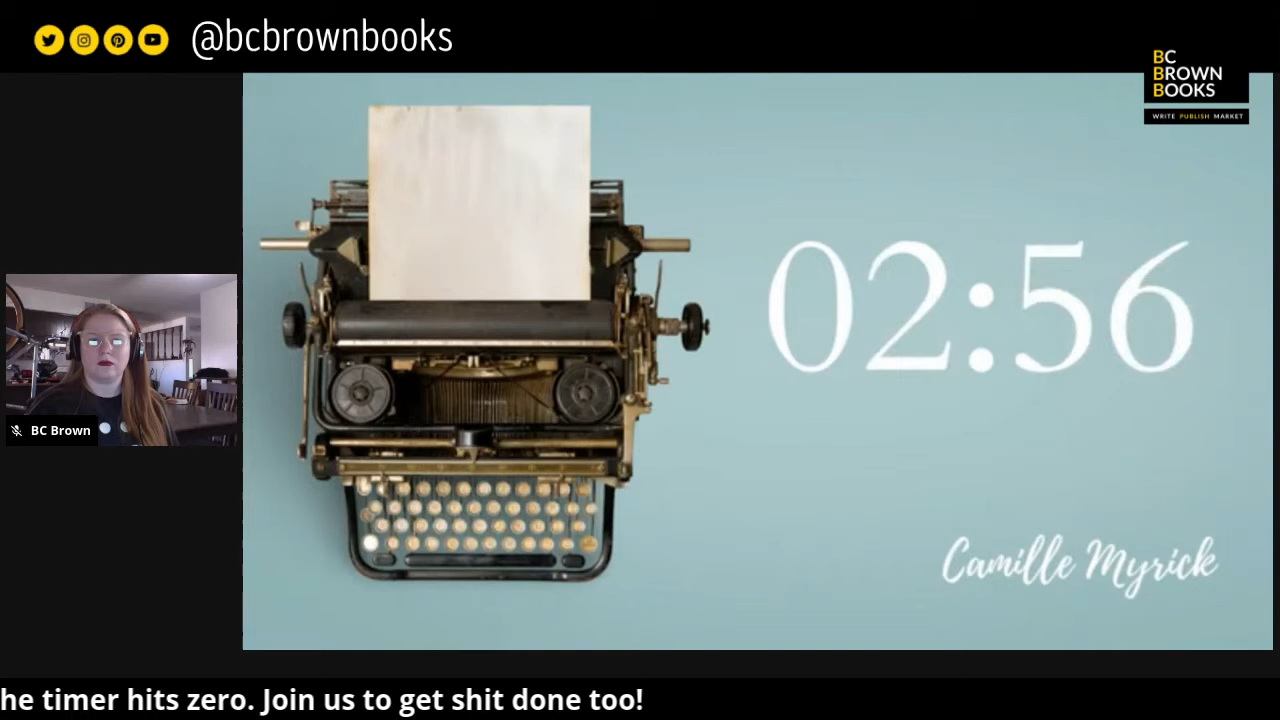 @bcbrownbooks
BC
BROWN
BOOKS
WRITE PUBLISH MARKET
02:56
BC Brown
Camille Myrick
he timer hits zero. Join us to get shit done too!